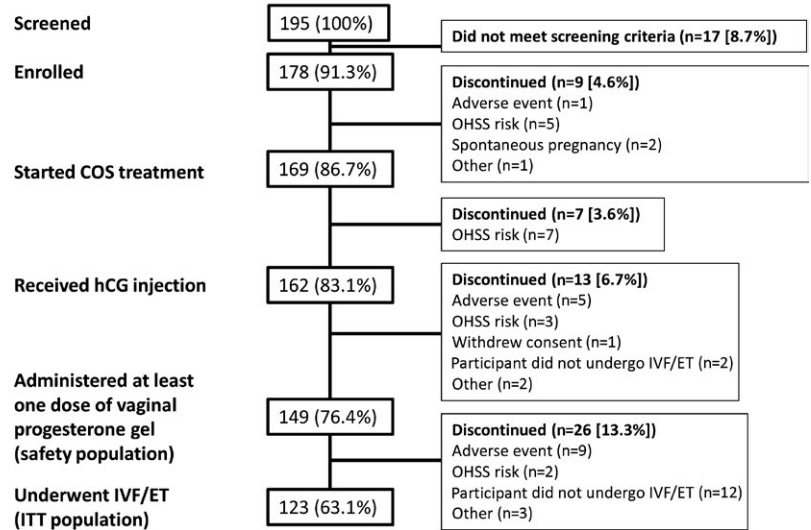 Screened
195 (100%)
Did not meet screening criteria (n=17 [8.7%])
Enrolled
178 (91.3%)
Discontinued (n=9 [4.6%])
Adverse event (n=1)
OHSS risk (n=5)
Spontaneous pregnancy (n=2)
Other (n=1)
Started COS treatment
169 (86.7%)
Discontinued (n=7 [3.6%])
OHSS risk (n=7)
Received hCG injection
162 (83.1%)
Discontinued (n=13 [6.7%])
Adverse event (n=5)
OHSS risk (n=3)
Withdrew consent (n=1)
Participant did not undergo IVF/ET (n=2)
Other (n=2)
Administered at least
one dose of vaginal
progesterone gel
(safety population)
149 (76.4%)
Discontinued (n=26 [13.3%])
Adverse event (n=9)
OHSS risk (n=2)
Participant did not undergo IVF/ET (n=12)
Other (n=3)
Underwent IVF/ET
(ITT population)
123 (63.1%)